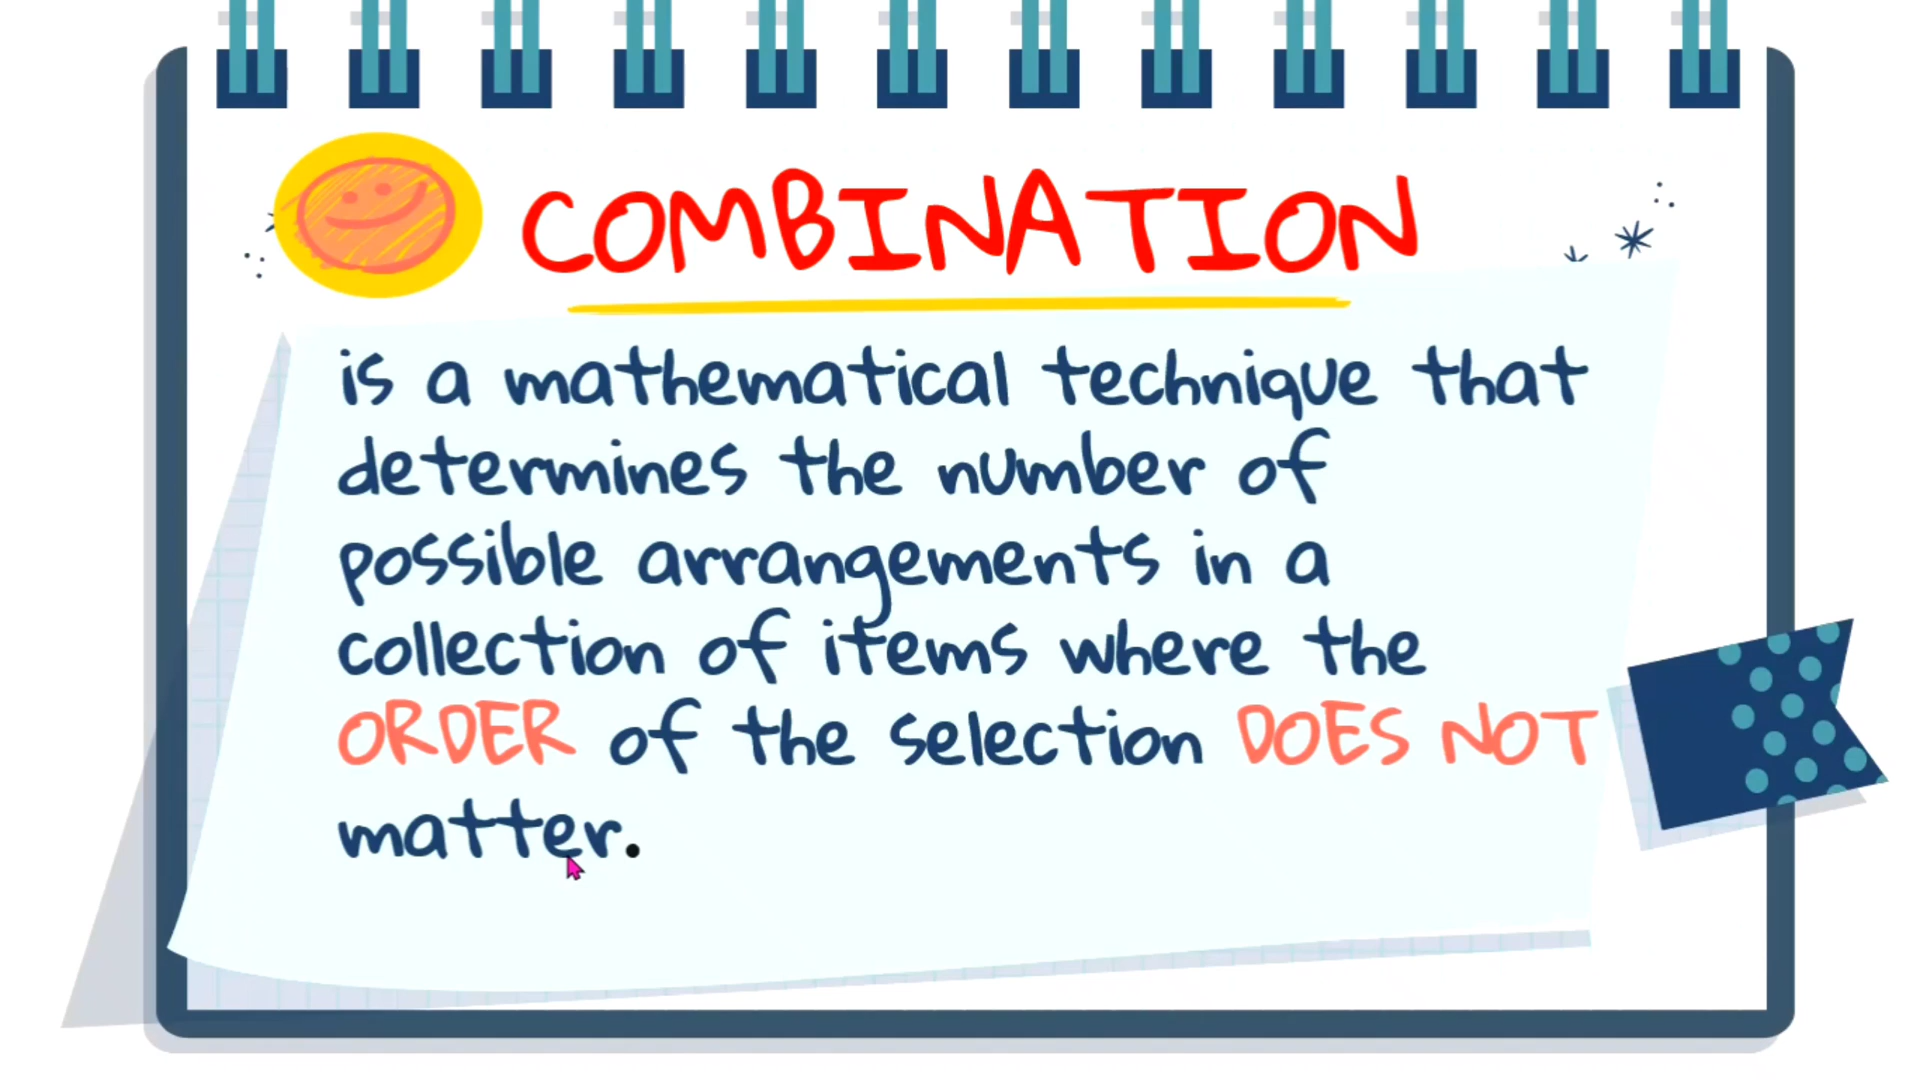 COMBINATION
is a mathematical technique that
determines the number of
possible arrangements in a
collection of items where the
ORDER of the selection DOES NOT
matter.